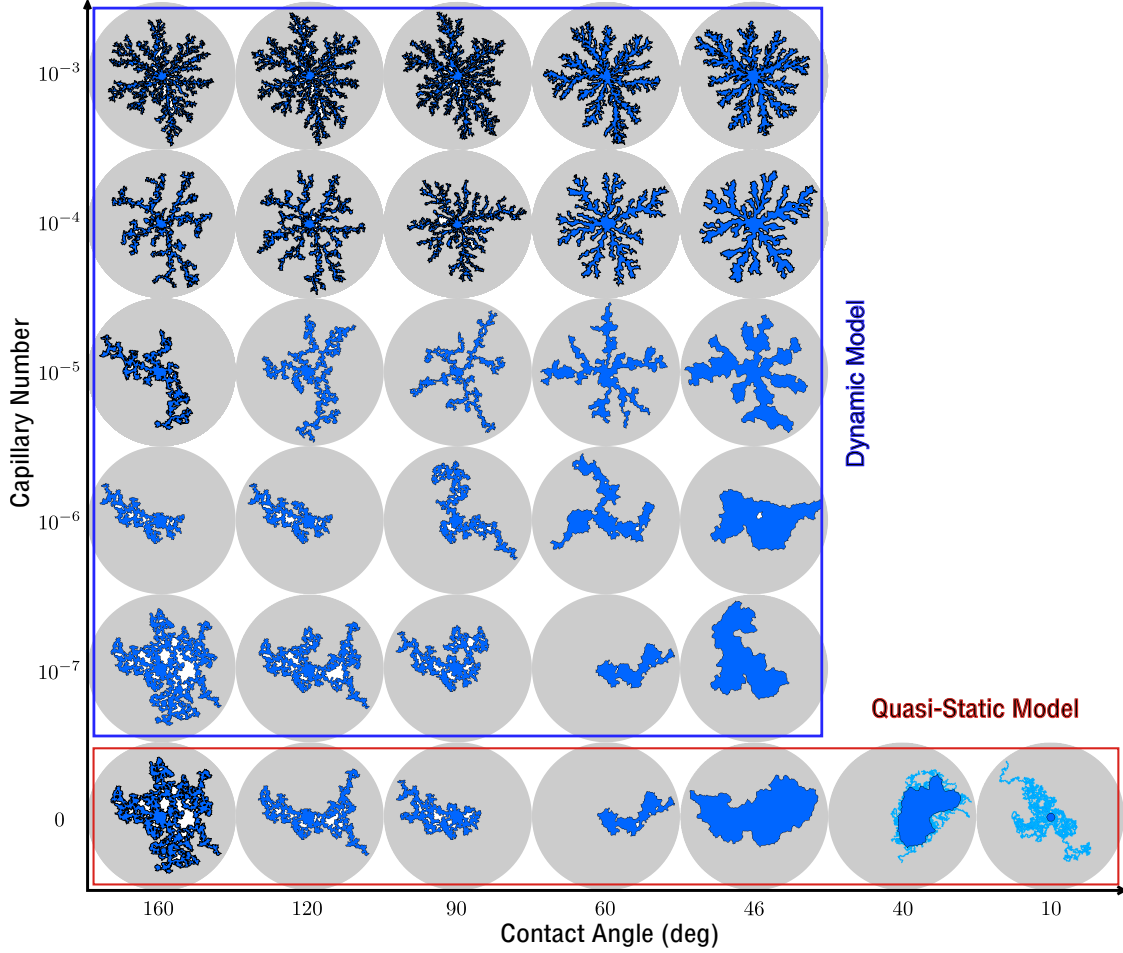 10⁻³
10⁻⁴
10⁻⁵
10⁻⁶
10⁻⁷
0
Capillary Number
Dynamic Model
Quasi-Static Model
160 120 90 60 46 40 10
Contact Angle (deg)